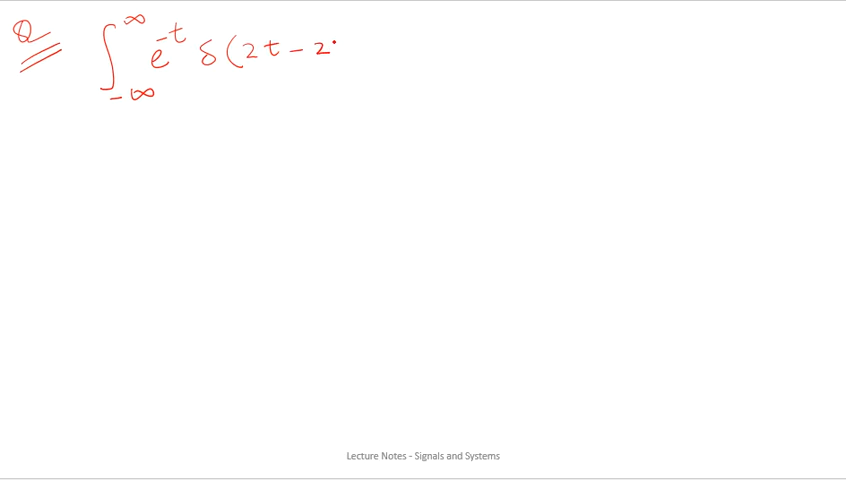 Q ∫_{-∞}^{∞} e^{-t} δ(2t - 2
Lecture Notes - Signals and Systems